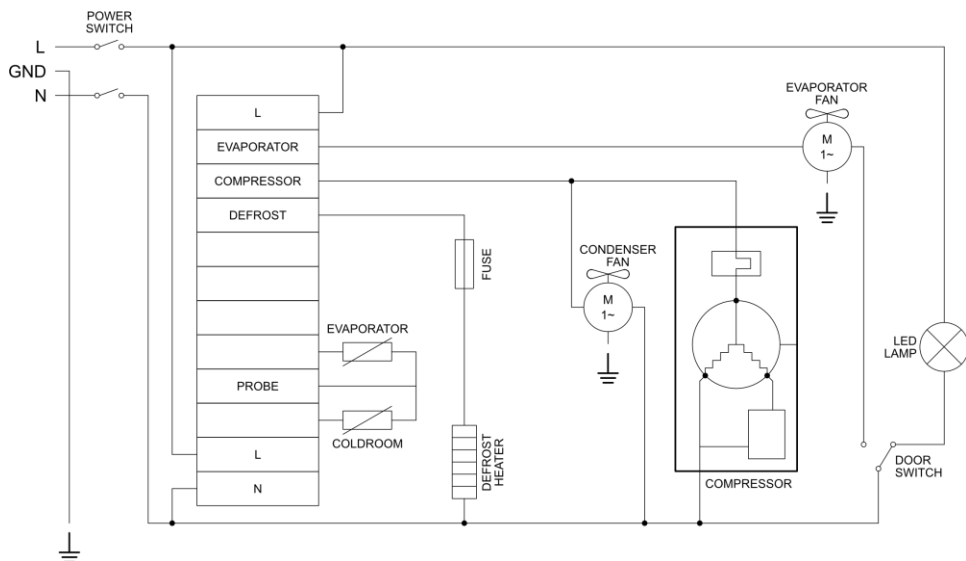 POWER
SWITCH
L
GND
N
L
EVAPORATOR
COMPRESSOR
DEFROST
PROBE
L
N
EVAPORATOR
COLDROOM
FUSE
DEFROST
HEATER
CONDENSER
FAN
M
1~
COMPRESSOR
EVAPORATOR
FAN
M
1~
LED
LAMP
DOOR
SWITCH